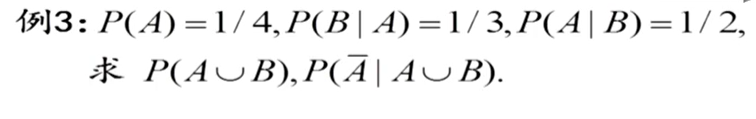 例3: P(A)=1/4,P(B|A)=1/3,P(A|B)=1/2,
求 P(A∪B),P(A̅|A∪B).